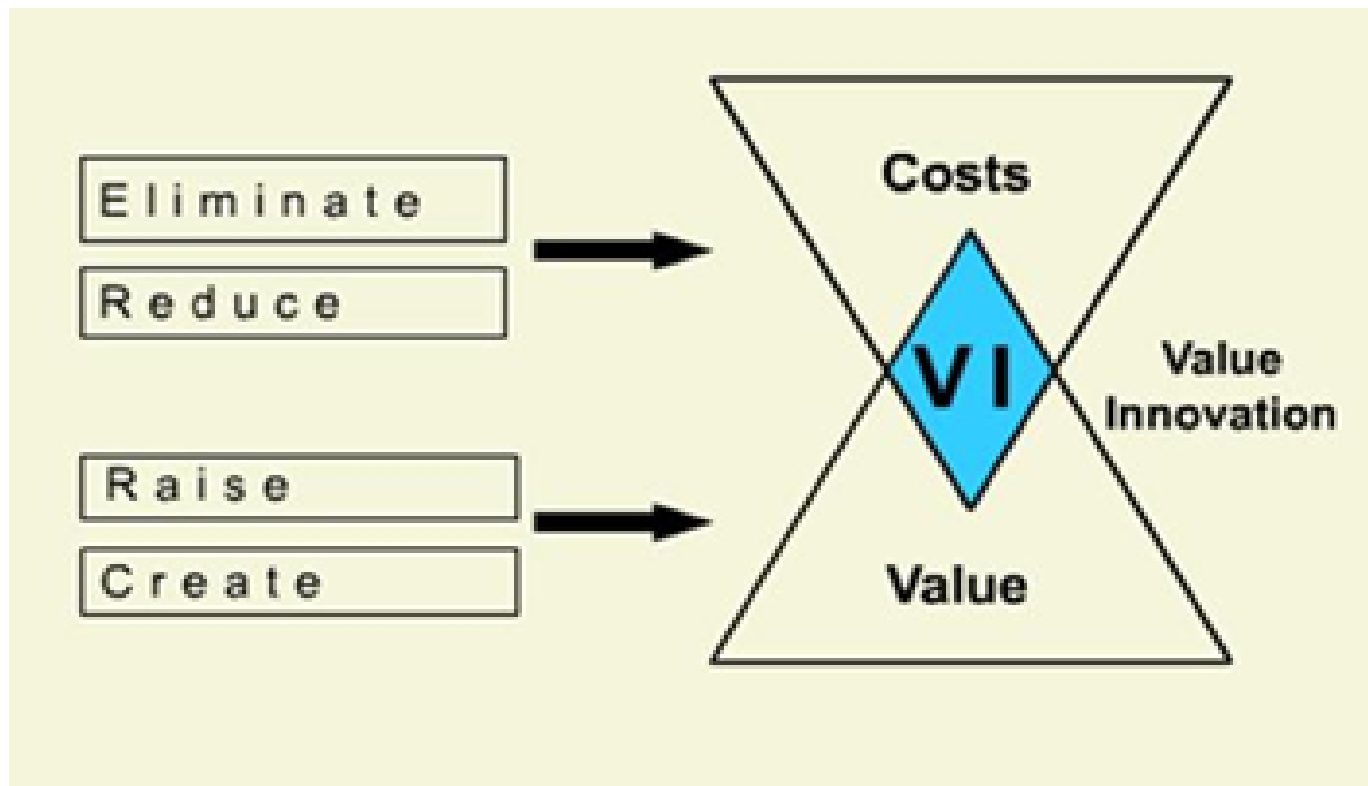 Eliminate
Reduce
Raise
Create
Costs
VI
Value
Innovation
Value